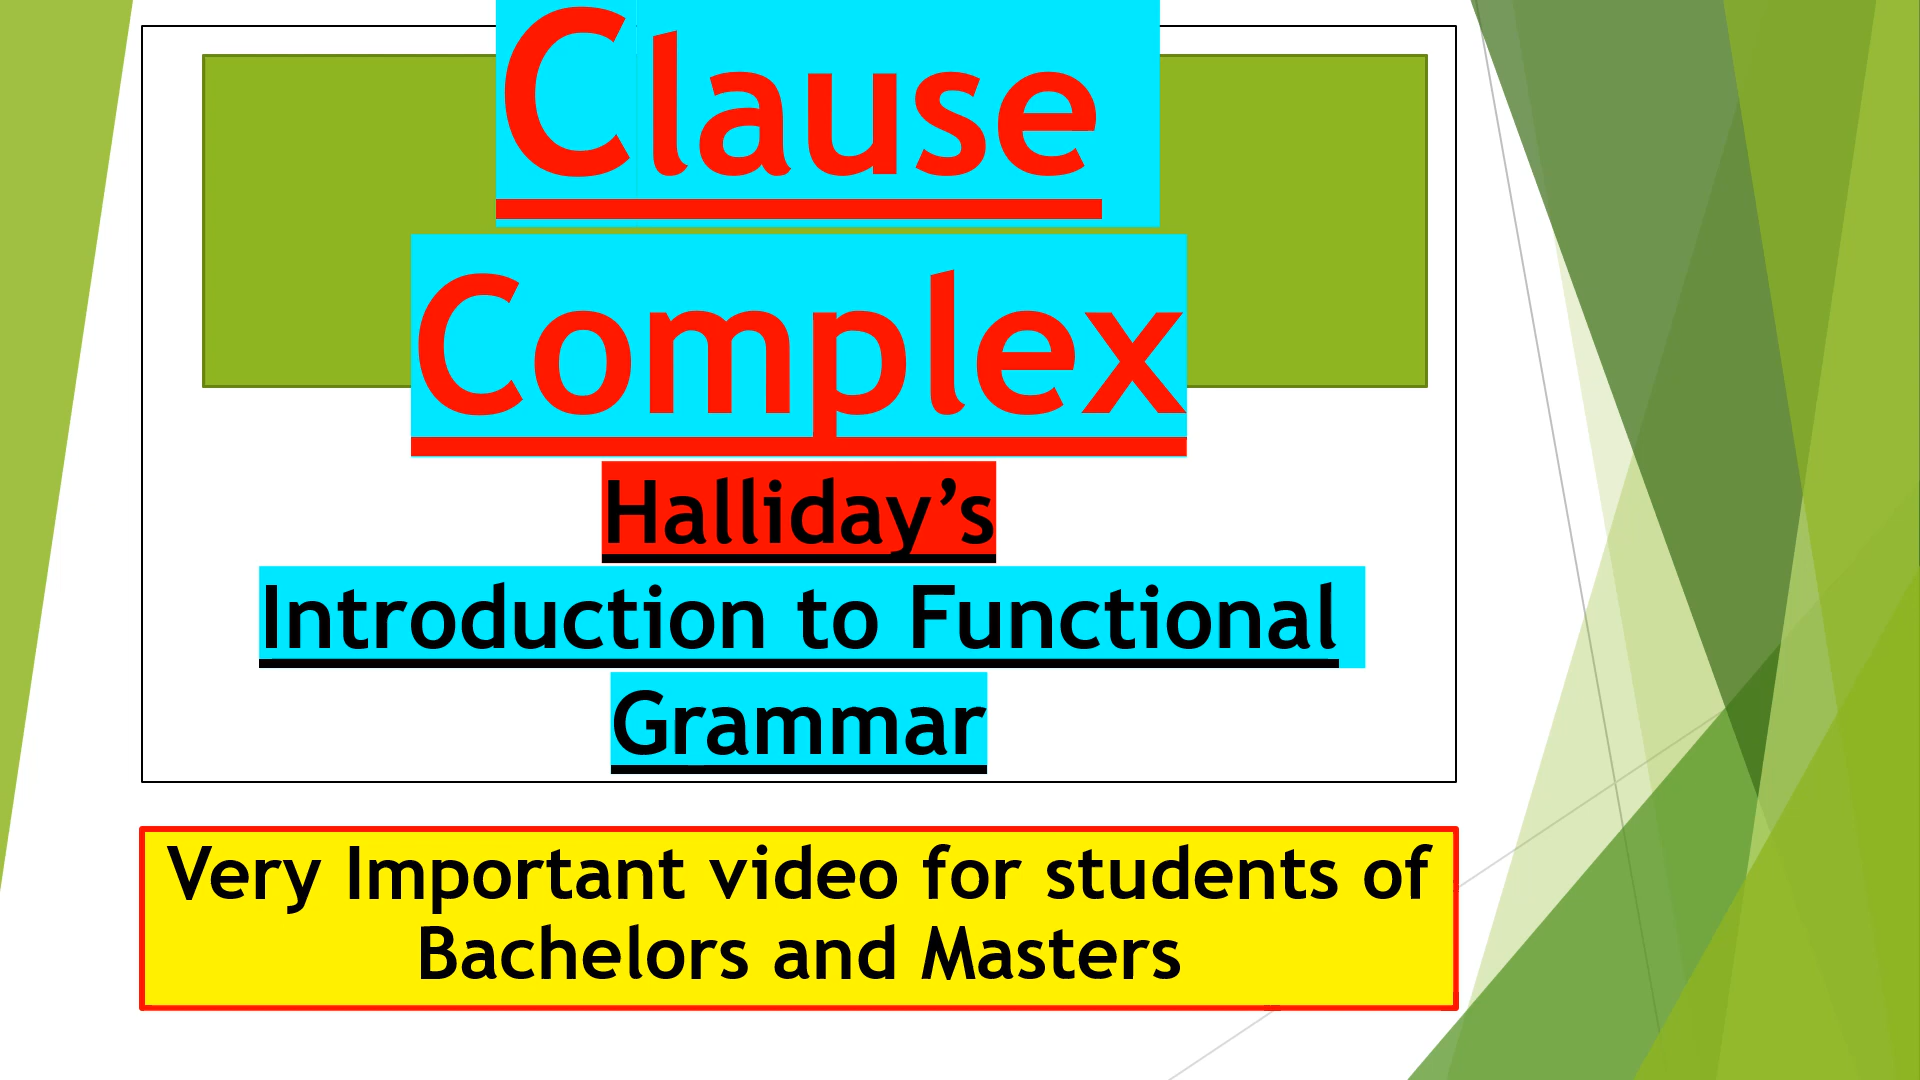 Clause
Complex
Halliday’s
Introduction to Functional
Grammar
Very Important video for students of
Bachelors and Masters